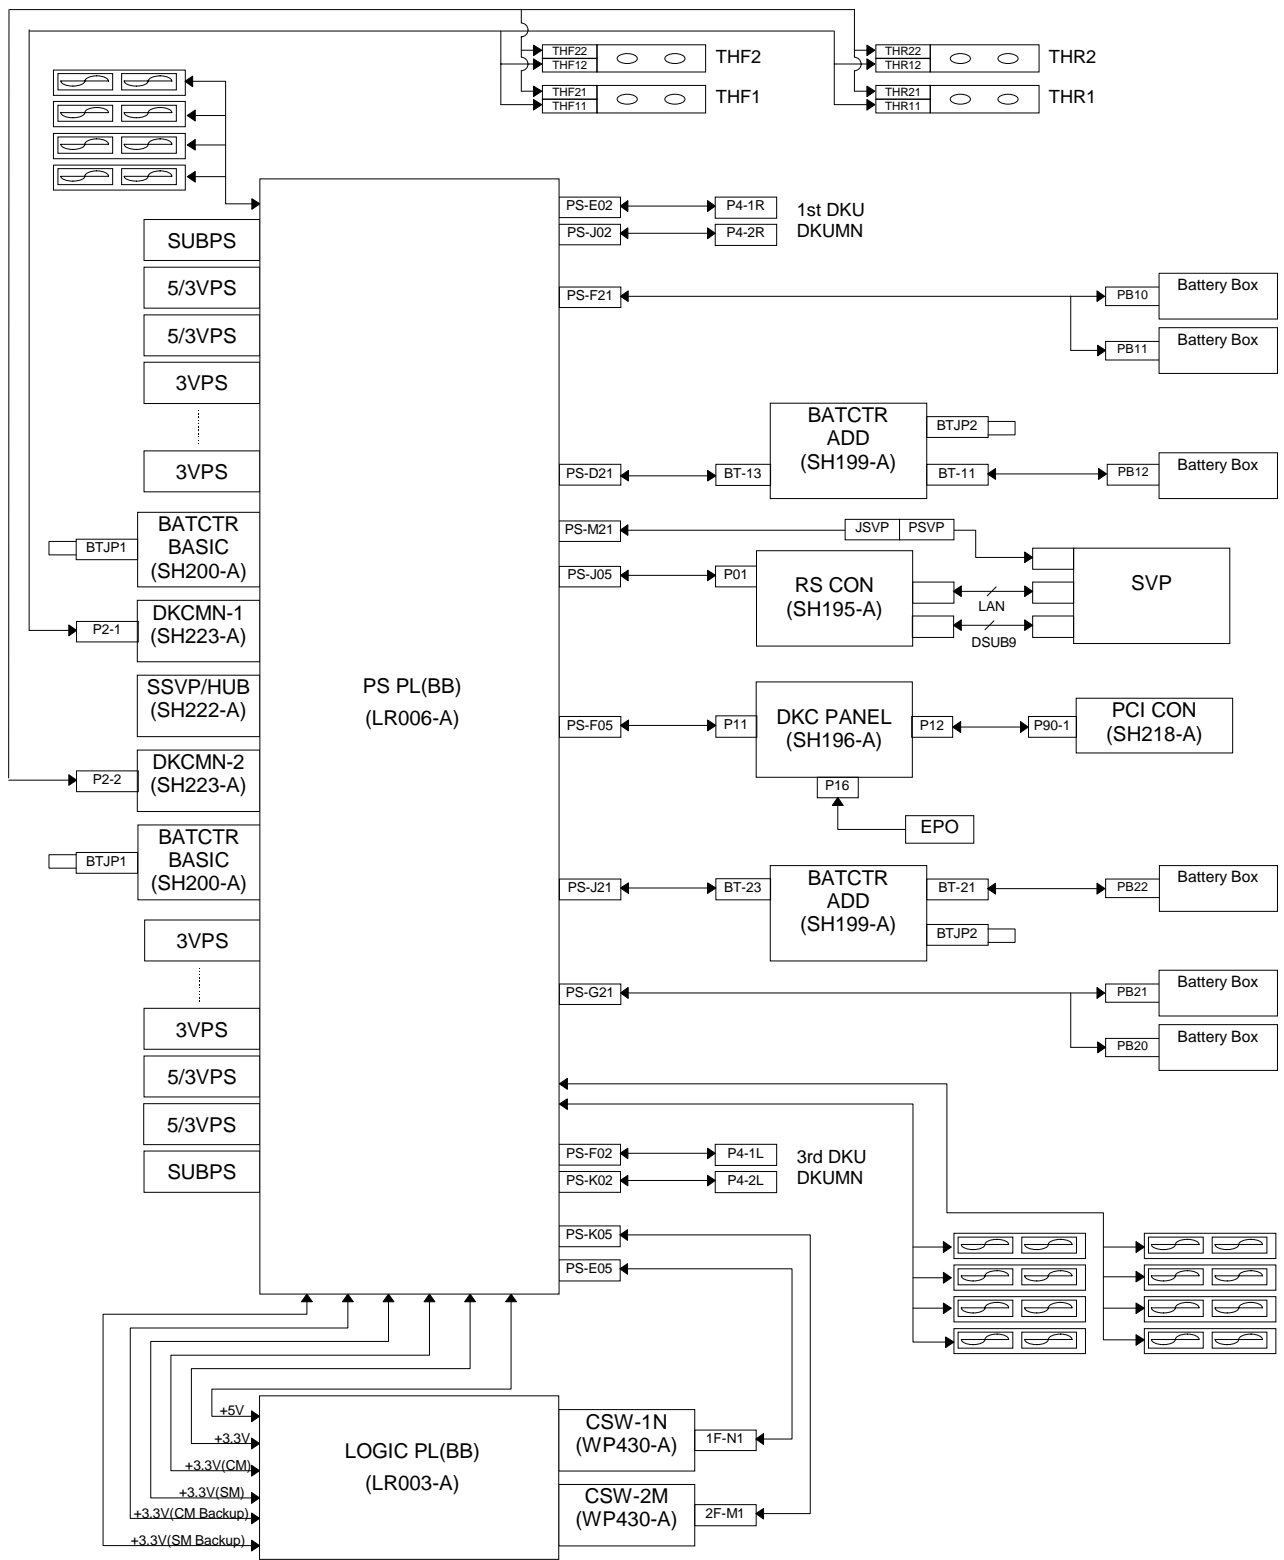 THF22
THF12
THF2
THR22
THR12
THR2
THF21
THF11
THF1
THR21
THR11
THR1
PS-E02
P4-1R
1st DKU
DKUMN
PS-J02
P4-2R
SUBPS
5/3VPS
PS-F21
PB10
Battery Box
5/3VPS
PB11
Battery Box
3VPS
3VPS
BATCTR
ADD
(SH199-A)
BTJP2
PS-D21
BT-13
BT-11
PB12
Battery Box
BTJP1
BATCTR
BASIC
(SH200-A)
PS-M21
JSVP
PSVP
PS-J05
P01
RS CON
(SH195-A)
LAN
DSUB9
SVP
P2-1
DKCMN-1
(SH223-A)
SSVP/HUB
(SH222-A)
PS PL(BB)
(LR006-A)
PS-F05
P11
DKC PANEL
(SH196-A)
P12
P90-1
PCI CON
(SH218-A)
P16
EPO
P2-2
DKCMN-2
(SH223-A)
BTJP1
BATCTR
BASIC
(SH200-A)
PS-J21
BT-23
BATCTR
ADD
(SH199-A)
BT-21
PB22
Battery Box
BTJP2
3VPS
PS-G21
PB21
Battery Box
3VPS
PB20
Battery Box
5/3VPS
5/3VPS
SUBPS
PS-F02
P4-1L
3rd DKU
DKUMN
PS-K02
P4-2L
PS-K05
PS-E05
+5V
+3.3V
+3.3V(CM)
+3.3V(SM)
+3.3V(CM Backup)
+3.3V(SM Backup)
LOGIC PL(BB)
(LR003-A)
CSW-1N
(WP430-A)
1F-N1
CSW-2M
(WP430-A)
2F-M1